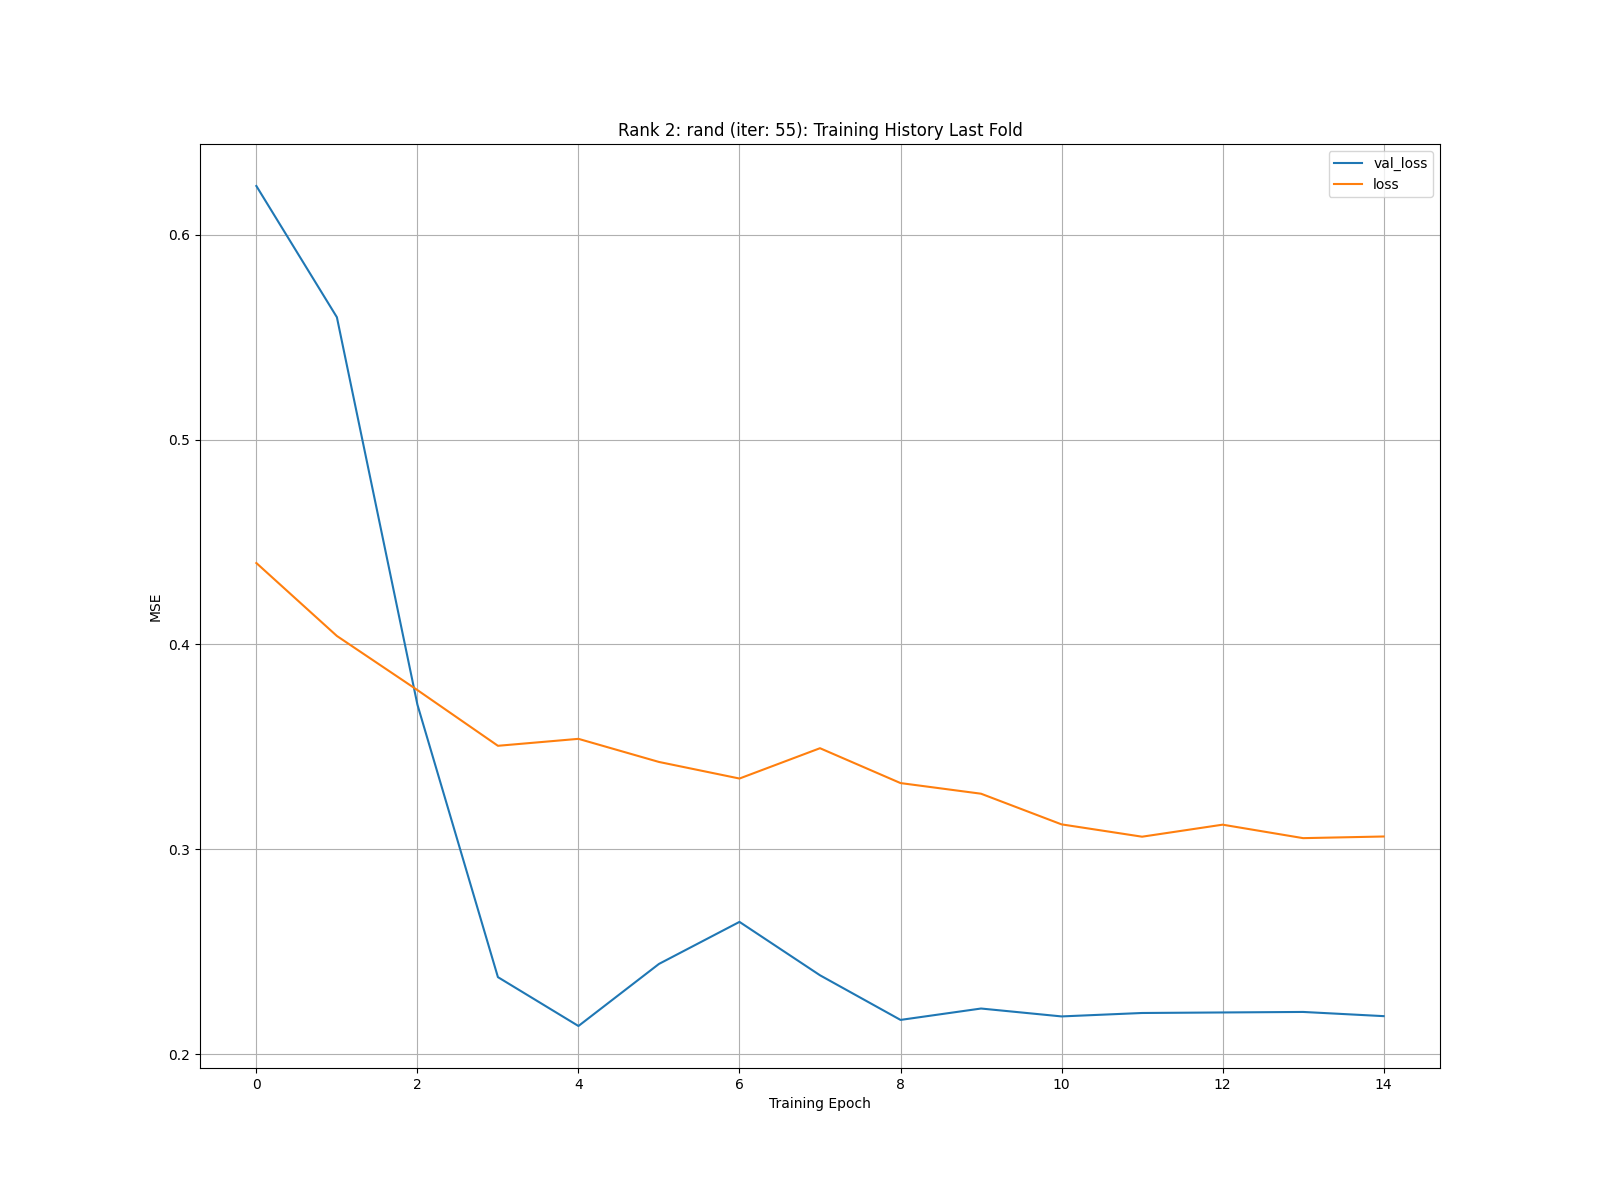 Rank 2: rand (iter: 55): Training History Last Fold
val_loss
loss
0.6
0.5
0.4
0.3
0.2
MSE
0 2 4 6 8 10 12 14
Training Epoch